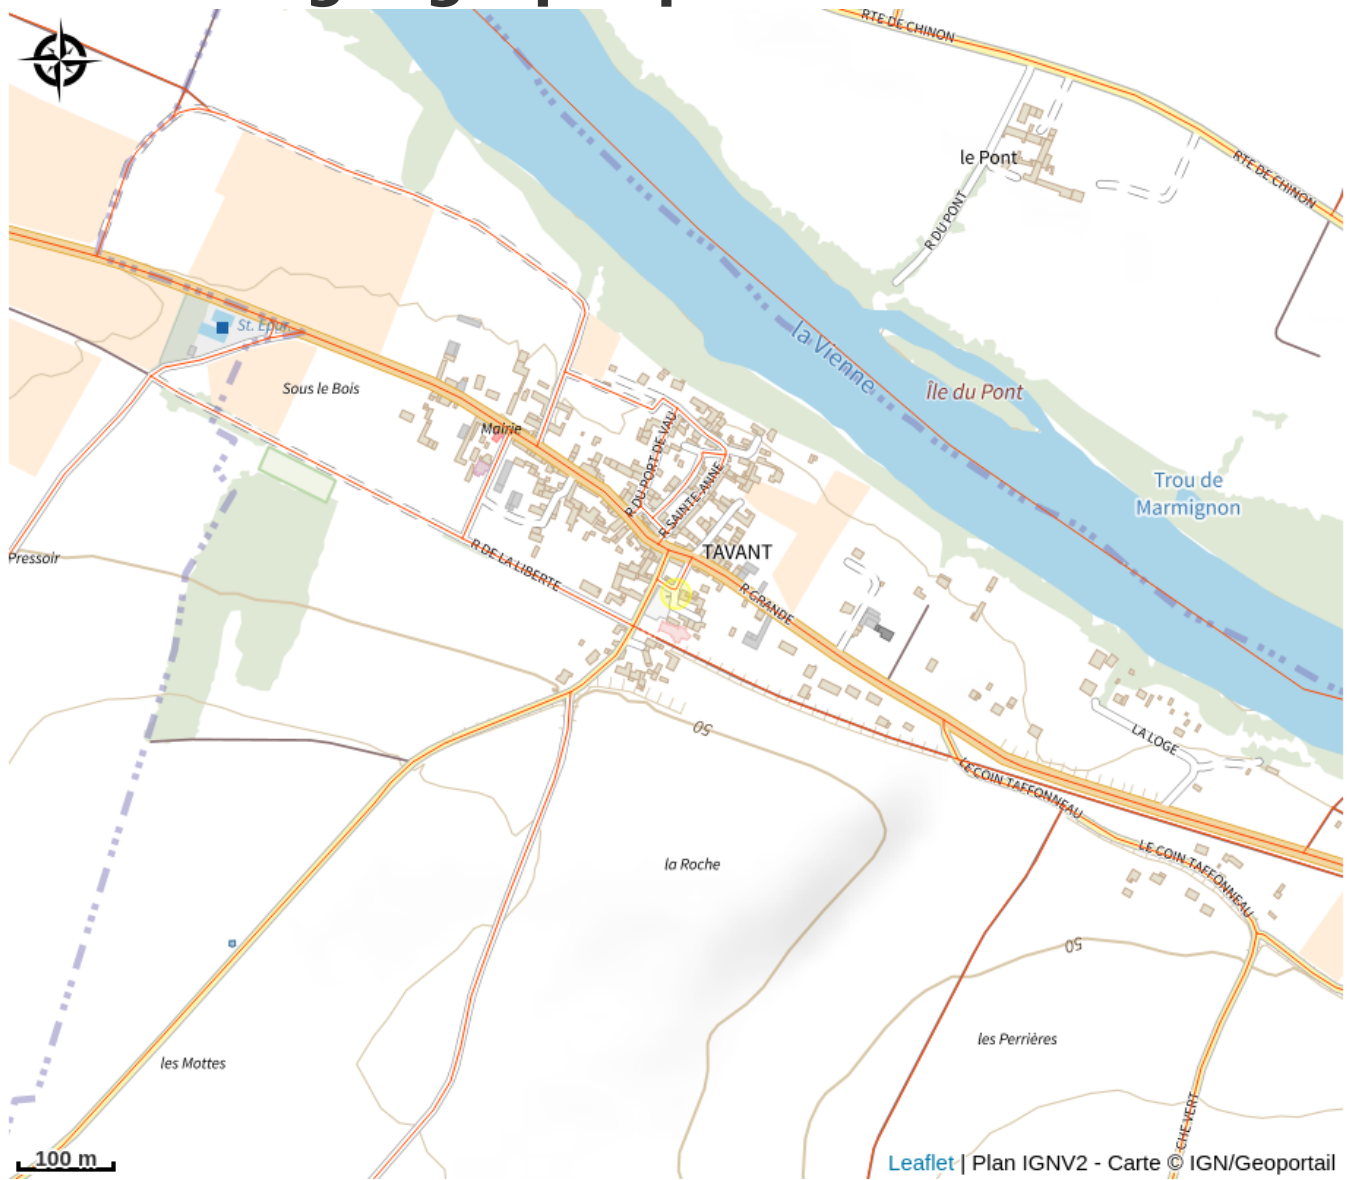 RTE DE CHINON
le Pont
RTE DE CHINON
R DU PONT
la Vienne
St. Epur.
Île du Pont
Sous le Bois
Mairie
R DU PORT DE VAU
R SAINTE-ANNE
Trou de
Marmignon
Pressoir
R DE LA LIBERTE
TAVANT
R GRANDE
50
LA LOGE
LE COIN TAFFONNEAU
LE COIN TAFFONNEAU
la Roche
50
les Perrières
les Mottes
CHE VERT
100 m
Leaflet | Plan IGNV2 - Carte © IGN/Geoportail